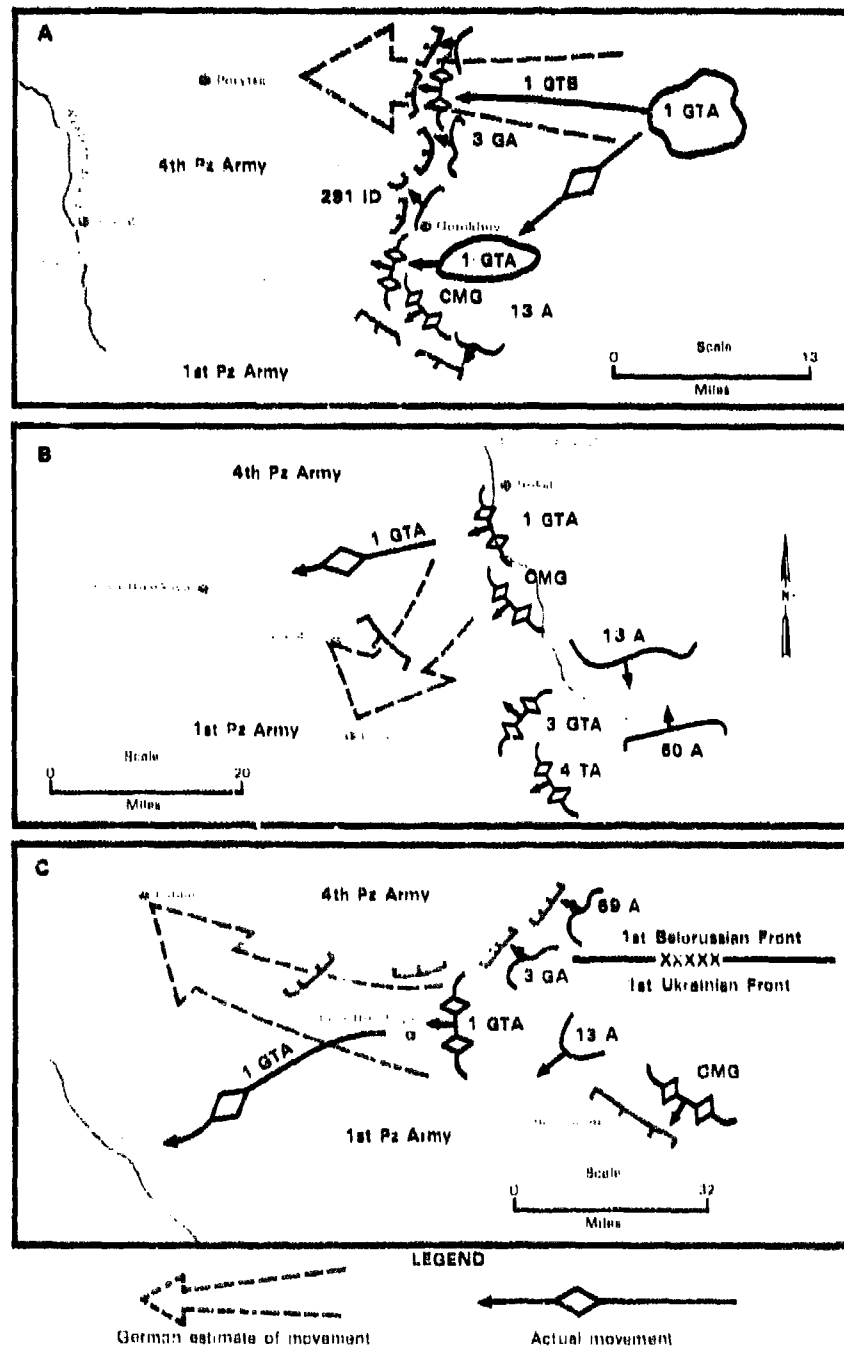 A
1 GTB
1 GTA
3 GA
4th Pz Army
291 ID
1 GTA
CMG
13 A
1st Pz Army
Scale
0 13
Miles
B
4th Pz Army
1 GTA
1 GTA
CMG
N
13 A
3 GTA
1st Pz Army
60 A
4 TA
Scale
0 20
Miles
C
4th Pz Army
69 A
1st Belorussian Front
XXXXX
3 GA
1st Ukrainian Front
1 GTA
13 A
1 GTA
CMG
1st Pz Army
Scale
0 32
Miles
LEGEND
German estimate of movement
Actual movement